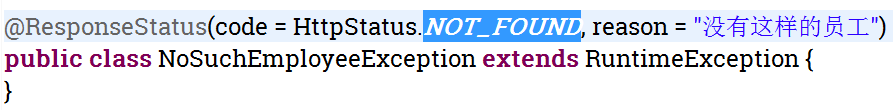 @ResponseStatus(code = HttpStatus.NOT_FOUND, reason = "没有这样的员工")
public class NoSuchEmployeeException extends RuntimeException {
}